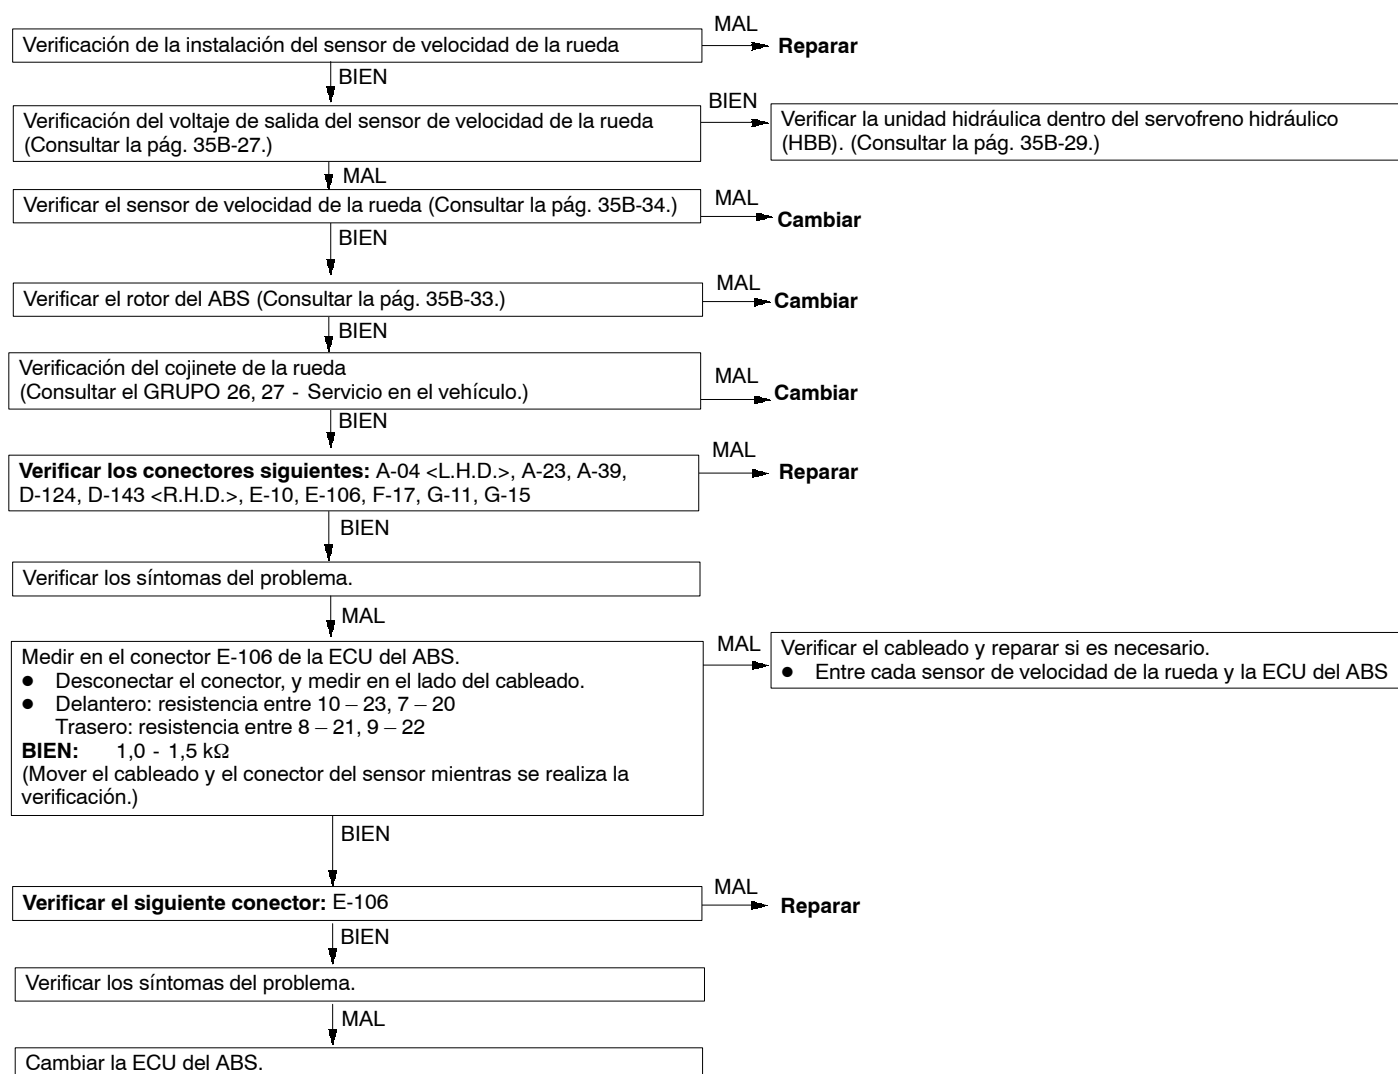 MAL
Verificación de la instalación del sensor de velocidad de la rueda
Reparar
BIEN
BIEN
Verificación del voltaje de salida del sensor de velocidad de la rueda
(Consultar la pág. 35B-27.)
Verificar la unidad hidráulica dentro del servofreno hidráulico
(HBB). (Consultar la pág. 35B-29.)
MAL
Verificar el sensor de velocidad de la rueda (Consultar la pág. 35B-34.)
MAL
Cambiar
BIEN
Verificar el rotor del ABS (Consultar la pág. 35B-33.)
MAL
Cambiar
BIEN
Verificación del cojinete de la rueda
(Consultar el GRUPO 26, 27 - Servicio en el vehículo.)
MAL
Cambiar
BIEN
Verificar los conectores siguientes: A-04 <L.H.D.>, A-23, A-39,
D-124, D-143 <R.H.D.>, E-10, E-106, F-17, G-11, G-15
MAL
Reparar
BIEN
Verificar los síntomas del problema.
MAL
Medir en el conector E-106 de la ECU del ABS.
● Desconectar el conector, y medir en el lado del cableado.
● Delantero: resistencia entre 10 – 23, 7 – 20
Trasero: resistencia entre 8 – 21, 9 – 22
BIEN: 1,0 - 1,5 kΩ
(Mover el cableado y el conector del sensor mientras se realiza la
verificación.)
MAL
Verificar el cableado y reparar si es necesario.
● Entre cada sensor de velocidad de la rueda y la ECU del ABS
BIEN
Verificar el siguiente conector: E-106
MAL
Reparar
BIEN
Verificar los síntomas del problema.
MAL
Cambiar la ECU del ABS.